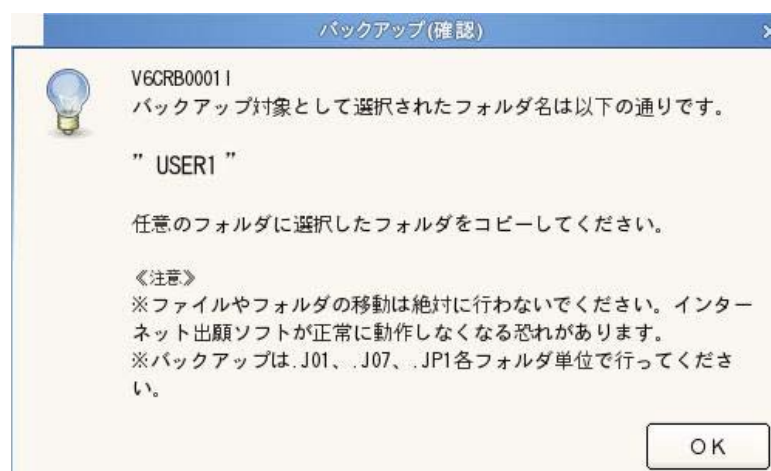 バックアップ(確認)
V6CRB0001I
バックアップ対象として選択されたフォルダ名は以下の通りです。
” USER1 ”
任意のフォルダに選択したフォルダをコピーしてください。
《注意》
※ファイルやフォルダの移動は絶対に行わないでください。インター
ネット出願ソフトが正常に動作しなくなる恐れがあります。
※バックアップは.J01、.J07、.JP1各フォルダ単位で行ってくださ
い。
OK